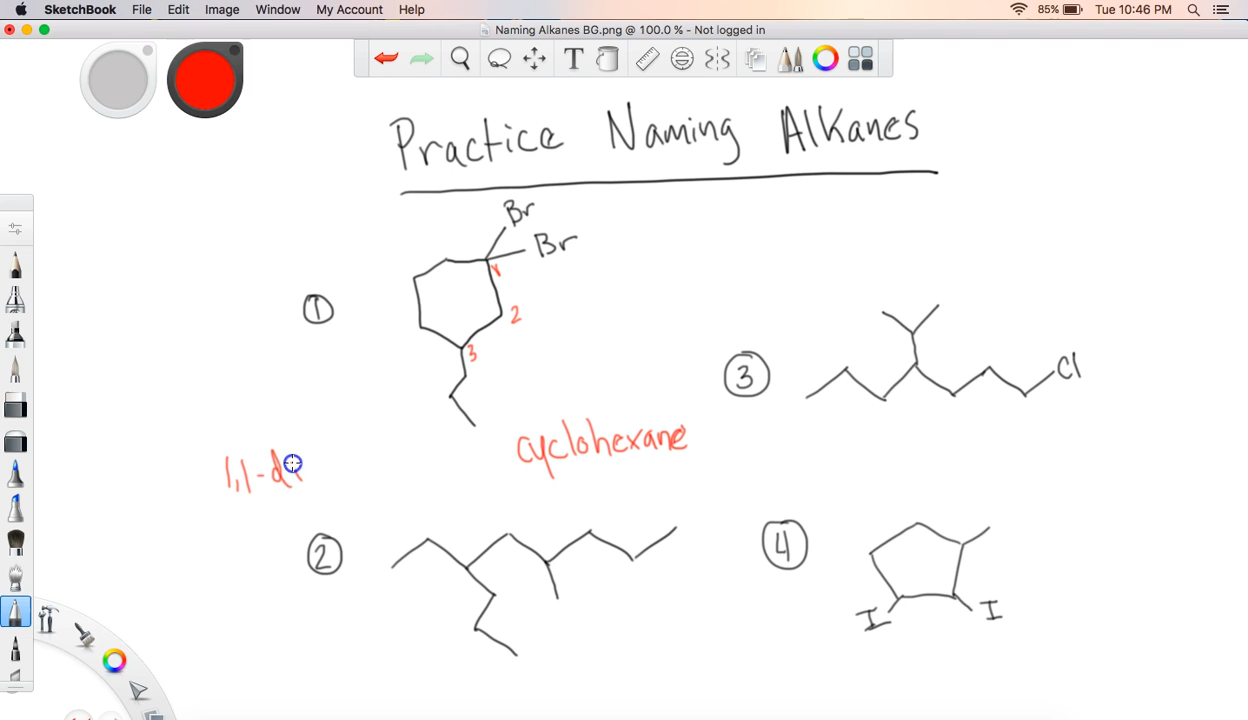 SketchBook File Edit Image Window My Account Help 85% Tue 10:46 PM
Naming Alkanes BG.png @ 100.0 % - Not logged in
T
Practice Naming Alkanes
Br
Br
1
① 2
3
③ Cl
cyclohexane
1,1-di
② ④
I I